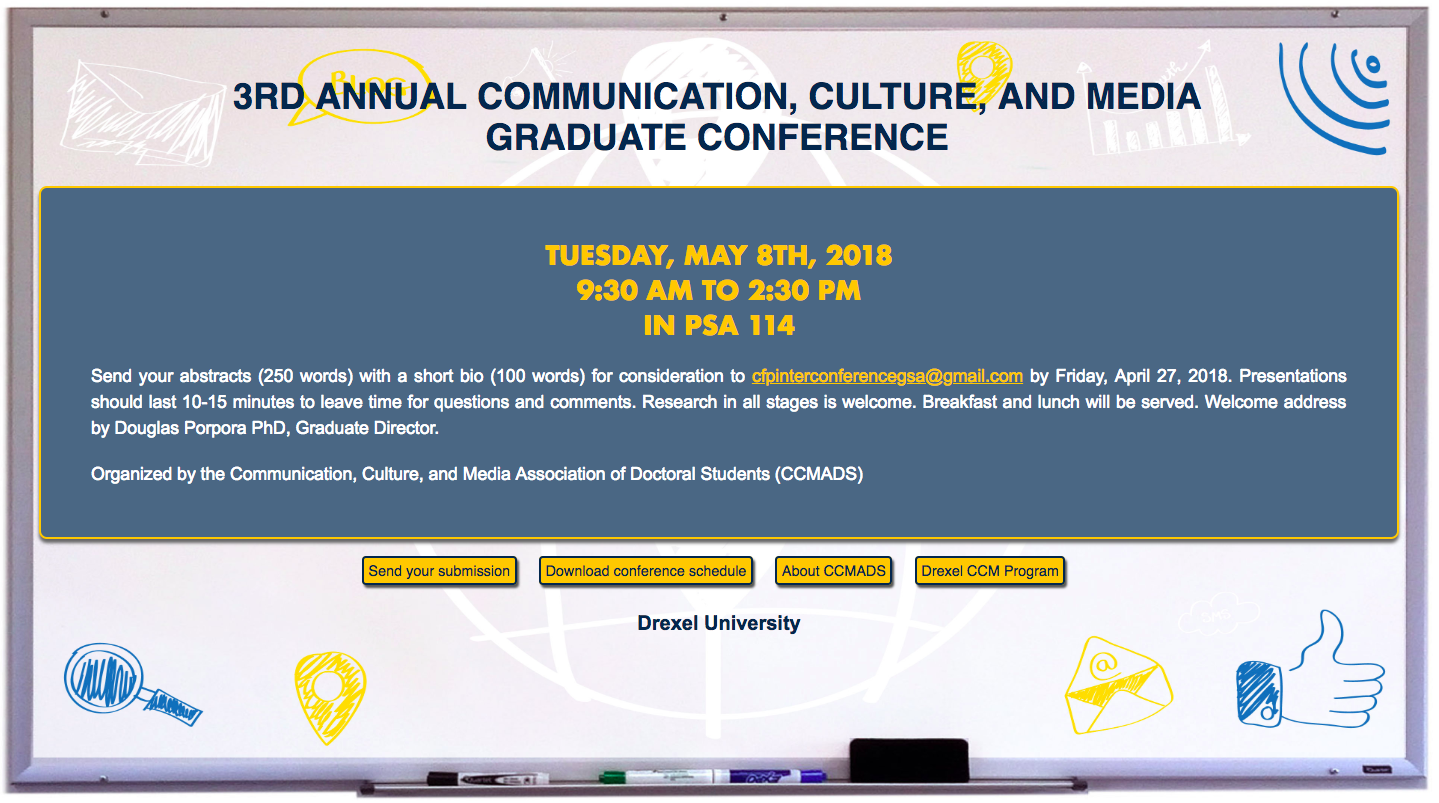 BLOG
3RD ANNUAL COMMUNICATION, CULTURE, AND MEDIA
GRADUATE CONFERENCE
TUESDAY, MAY 8TH, 2018
9:30 AM TO 2:30 PM
IN PSA 114
Send your abstracts (250 words) with a short bio (100 words) for consideration to cfpinterconferencegsa@gmail.com by Friday, April 27, 2018. Presentations
should last 10-15 minutes to leave time for questions and comments. Research in all stages is welcome. Breakfast and lunch will be served. Welcome address
by Douglas Porpora PhD, Graduate Director.
Organized by the Communication, Culture, and Media Association of Doctoral Students (CCMADS)
Send your submission
Download conference schedule
About CCMADS
Drexel CCM Program
Drexel University
SMS
@
Quartet